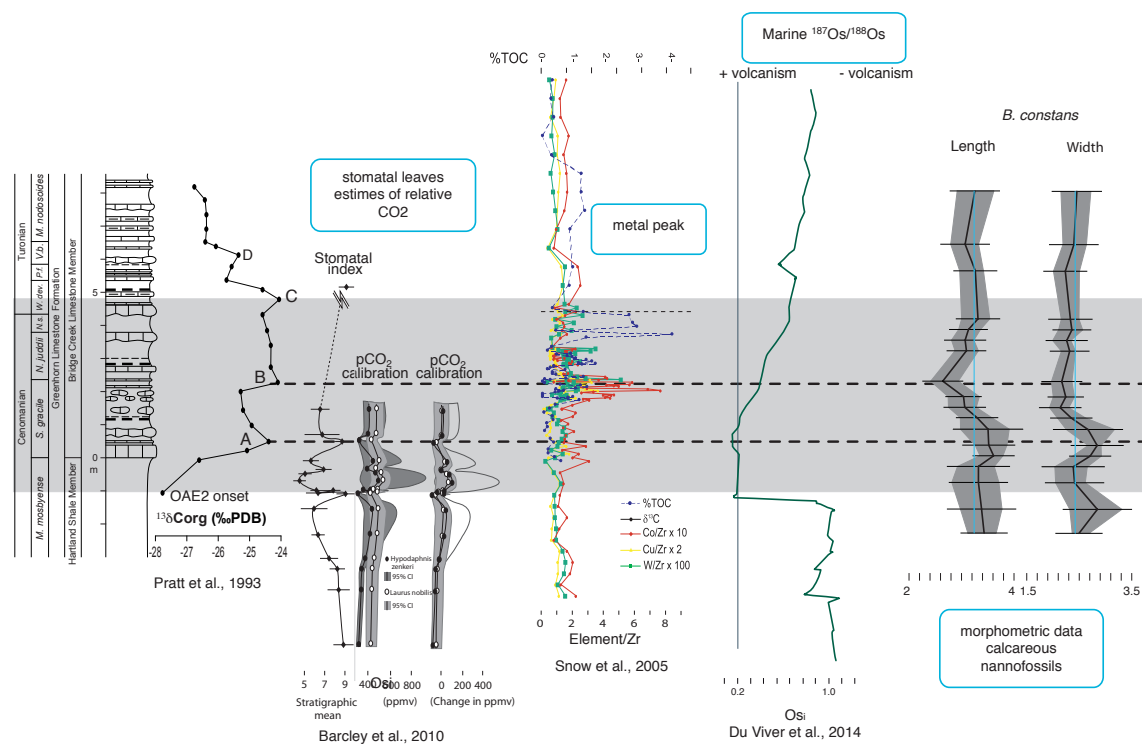 Turonian
Cenomanian
M. nodosoides
V.b.
P.f.
W. dev.
N.s.
N. juddii
S. gracile
M. mosbyense
Greenhorn Limestone Formation
Bridge Creek Limestone Member
Hartland Shale Member
5
0
m
D
C
B
A
OAE2 onset
¹³δCorg (‰PDB)
-28 -27 -26 -25 -24
Pratt et al., 1993
stomatal leaves
estimes of relative
CO2
Stomatal
index
pCO₂
calibration
pCO₂
calibration
Hypodaphnis
zenkeri
95% CI
Laurus nobilis
95% CI
5 7 9
400 600 800
0 200 400
Stratigraphic
mean
Osi
(ppmv)
(Change in ppmv)
Barcley et al., 2010
%TOC
0 1 2 3 4
metal peak
%TOC
δ¹³C
Co/Zr x 10
Cu/Zr x 2
W/Zr x 100
0 2 4 6 8
Element/Zr
Snow et al., 2005
Marine ¹⁸⁷Os/¹⁸⁸Os
+ volcanism
- volcanism
0.2 1.0
Osi
Du Viver et al., 2014
B. constans
Length
Width
2 4 1.5 3.5
morphometric data
calcareous
nannofossils